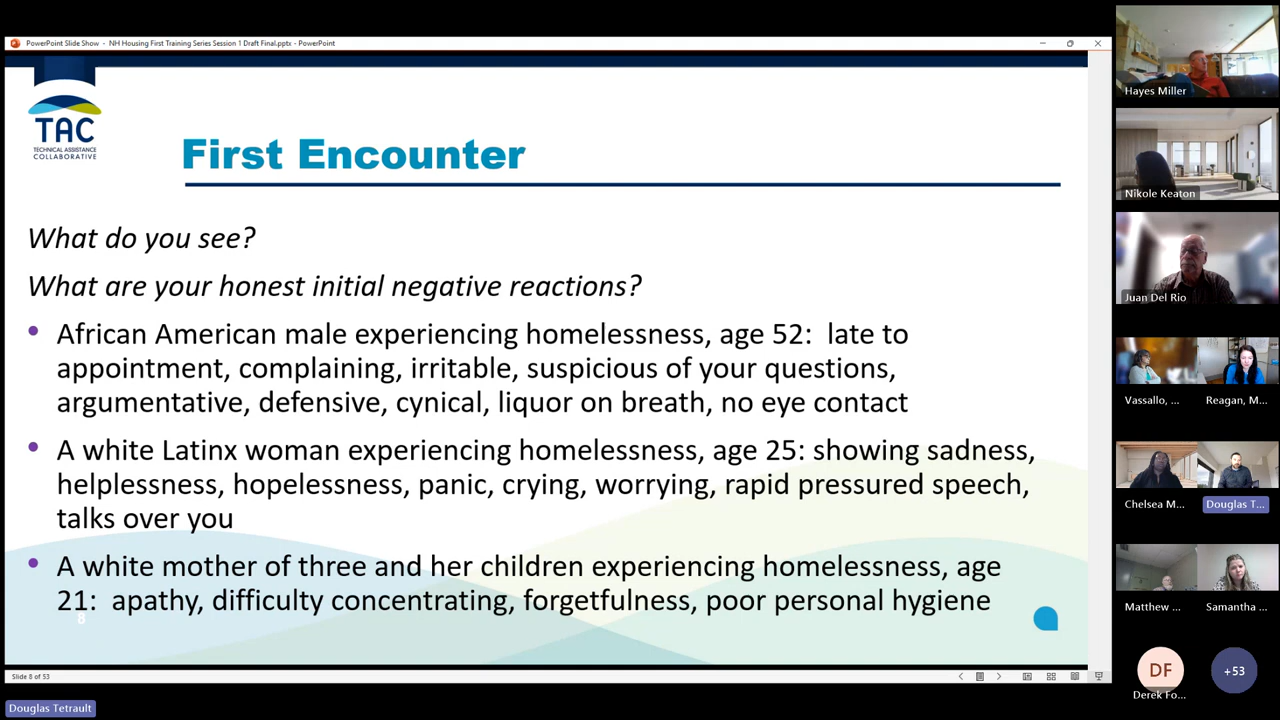 PowerPoint Slide Show - NH Housing First Training Series Session 1 Draft Final.pptx - PowerPoint
TAC
TECHNICAL ASSISTANCE
COLLABORATIVE
First Encounter
What do you see?
What are your honest initial negative reactions?
• African American male experiencing homelessness, age 52: late to
appointment, complaining, irritable, suspicious of your questions,
argumentative, defensive, cynical, liquor on breath, no eye contact
• A white Latinx woman experiencing homelessness, age 25: showing sadness,
helplessness, hopelessness, panic, crying, worrying, rapid pressured speech,
talks over you
• A white mother of three and her children experiencing homelessness, age
21: apathy, difficulty concentrating, forgetfulness, poor personal hygiene
8
Slide 8 of 53
Douglas Tetrault
Hayes Miller
Nikole Keaton
Juan Del Rio
Vassallo, ...
Reagan, M...
Chelsea M...
Douglas T...
Matthew ...
Samantha ...
DF
+53
Derek Fo...